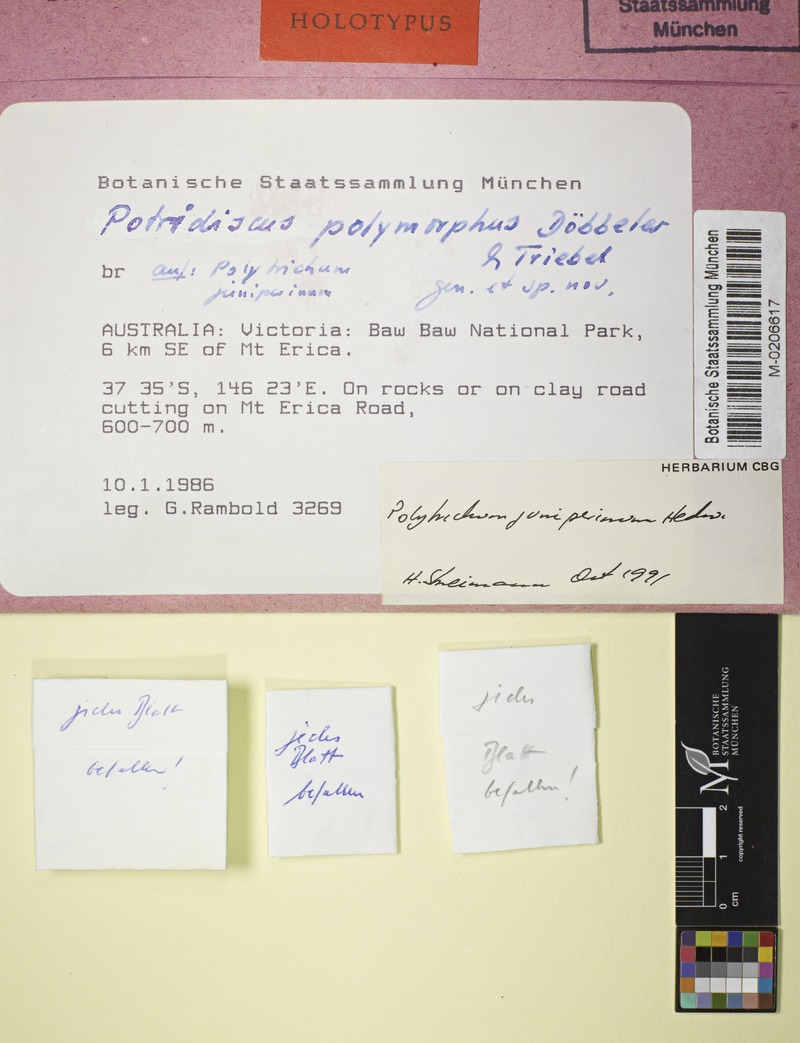 HOLOTYPUS
Staatssammlung
München
Botanische Staatssammlung München
Potridiscus polymorphus Döbbeler
& Triebel
br auf: Polytrichum
juniperinum
gen. et sp. nov.
AUSTRALIA: Victoria: Baw Baw National Park,
6 km SE of Mt Erica.
37 35'S, 146 23'E. On rocks or on clay road
cutting on Mt Erica Road,
600-700 m.
10.1.1986
leg. G.Rambold 3269
Botanische Staatssammlung München
M-0206617
HERBARIUM CBG
Polytrichum juniperinum Hedw.
H. Streimann Oct 1991
jedes Blatt
befallen!
jedes
Blatt
befallen
jedes
Blatt
befallen!
M BOTANISCHE
STAATSSAMMLUNG
MÜNCHEN
0 1 2
cm
copyright reserved